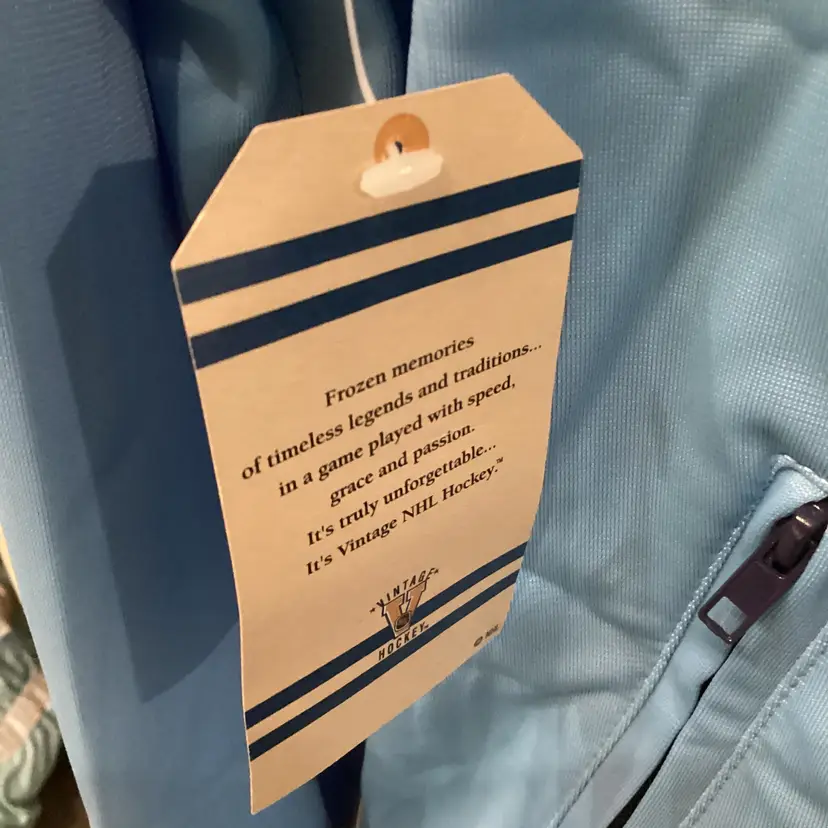 Frozen memories
of timeless legends and traditions...
in a game played with speed,
grace and passion.
It's truly unforgettable...
It's Vintage NHL Hockey.™
VINTAGE
V
HOCKEY™
© NHL